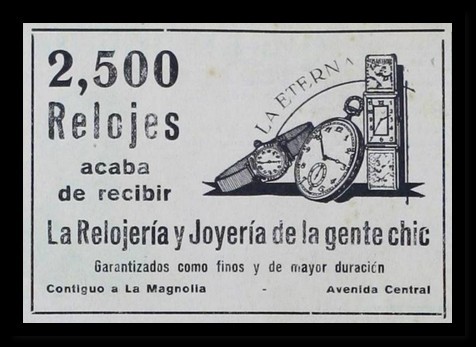 2,500
Relojes
acaba
de recibir
LA ETERNA
La Relojería y Joyería de la gente chic
Garantizados como finos y de mayor duración
Contiguo a La Magnolia - Avenida Central